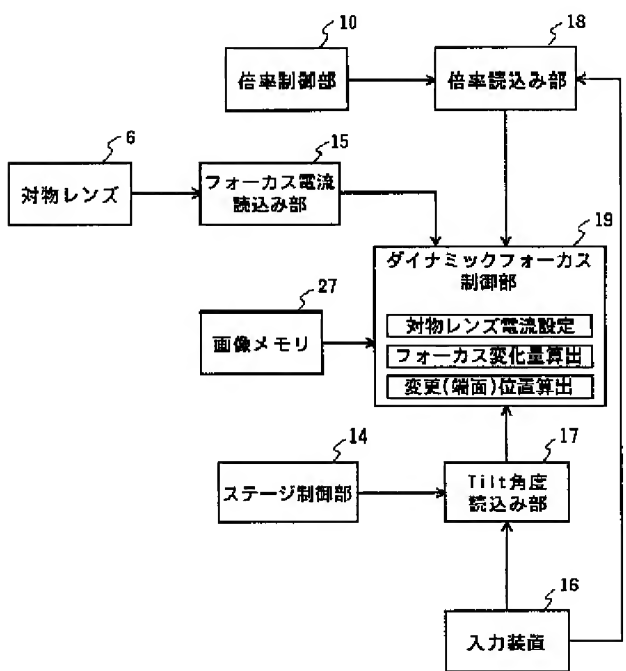 10
倍率制御部
18
倍率読込み部
6
対物レンズ
15
フォーカス電流
読込み部
19
ダイナミックフォーカス
制御部
対物レンズ電流設定
フォーカス変化量算出
変更(端面)位置算出
27
画像メモリ
14
ステージ制御部
17
Tilt角度
読込み部
16
入力装置